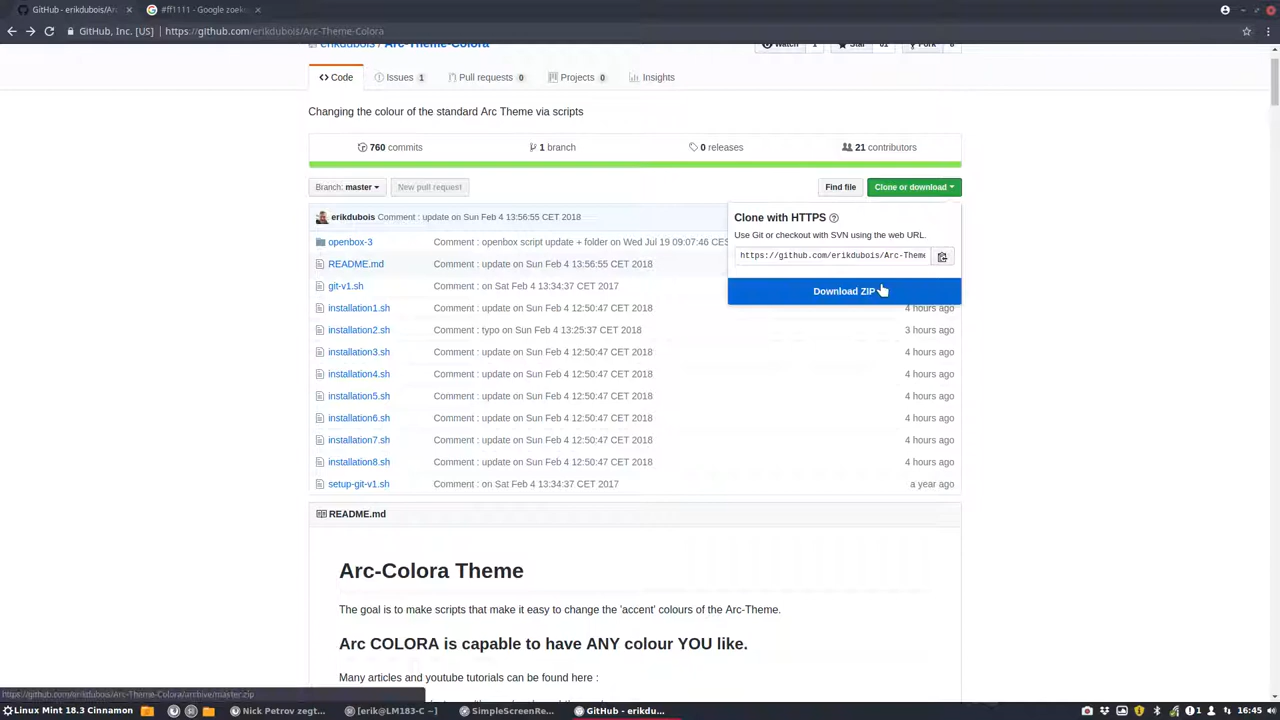 GitHub - erikdubois/Arc ×
#ff1111 - Google zoek ×
GitHub, Inc. [US] | https://github.com/erikdubois/Arc-Theme-Colora
erikdubois / Arc-Theme-Colora
Watch 1 Star 61 Fork 8
Code Issues 1 Pull requests 0 Projects 0 Insights
Changing the colour of the standard Arc Theme via scripts
760 commits 1 branch 0 releases 21 contributors
Branch: master New pull request Find file Clone or download
erikdubois Comment : update on Sun Feb 4 13:56:55 CET 2018
Clone with HTTPS
Use Git or checkout with SVN using the web URL.
https://github.com/erikdubois/Arc-Theme
Download ZIP
openbox-3 Comment : openbox script update + folder on Wed Jul 19 09:07:46 CES
README.md Comment : update on Sun Feb 4 13:56:55 CET 2018
git-v1.sh Comment : on Sat Feb 4 13:34:37 CET 2017
installation1.sh Comment : update on Sun Feb 4 12:50:47 CET 2018 4 hours ago
installation2.sh Comment : typo on Sun Feb 4 13:25:37 CET 2018 3 hours ago
installation3.sh Comment : update on Sun Feb 4 12:50:47 CET 2018 4 hours ago
installation4.sh Comment : update on Sun Feb 4 12:50:47 CET 2018 4 hours ago
installation5.sh Comment : update on Sun Feb 4 12:50:47 CET 2018 4 hours ago
installation6.sh Comment : update on Sun Feb 4 12:50:47 CET 2018 4 hours ago
installation7.sh Comment : update on Sun Feb 4 12:50:47 CET 2018 4 hours ago
installation8.sh Comment : update on Sun Feb 4 12:50:47 CET 2018 4 hours ago
setup-git-v1.sh Comment : on Sat Feb 4 13:34:37 CET 2017 a year ago
README.md
Arc-Colora Theme
The goal is to make scripts that make it easy to change the 'accent' colours of the Arc-Theme.
Arc COLORA is capable to have ANY colour YOU like.
Many articles and youtube tutorials can be found here :
https://github.com/erikdubois/Arc-Theme-Colora/archive/master.zip
Linux Mint 18.3 Cinnamon Nick Petrov zegt... [erik@LM183-C ~] SimpleScreenRe... GitHub - erikdu... 1 16:45